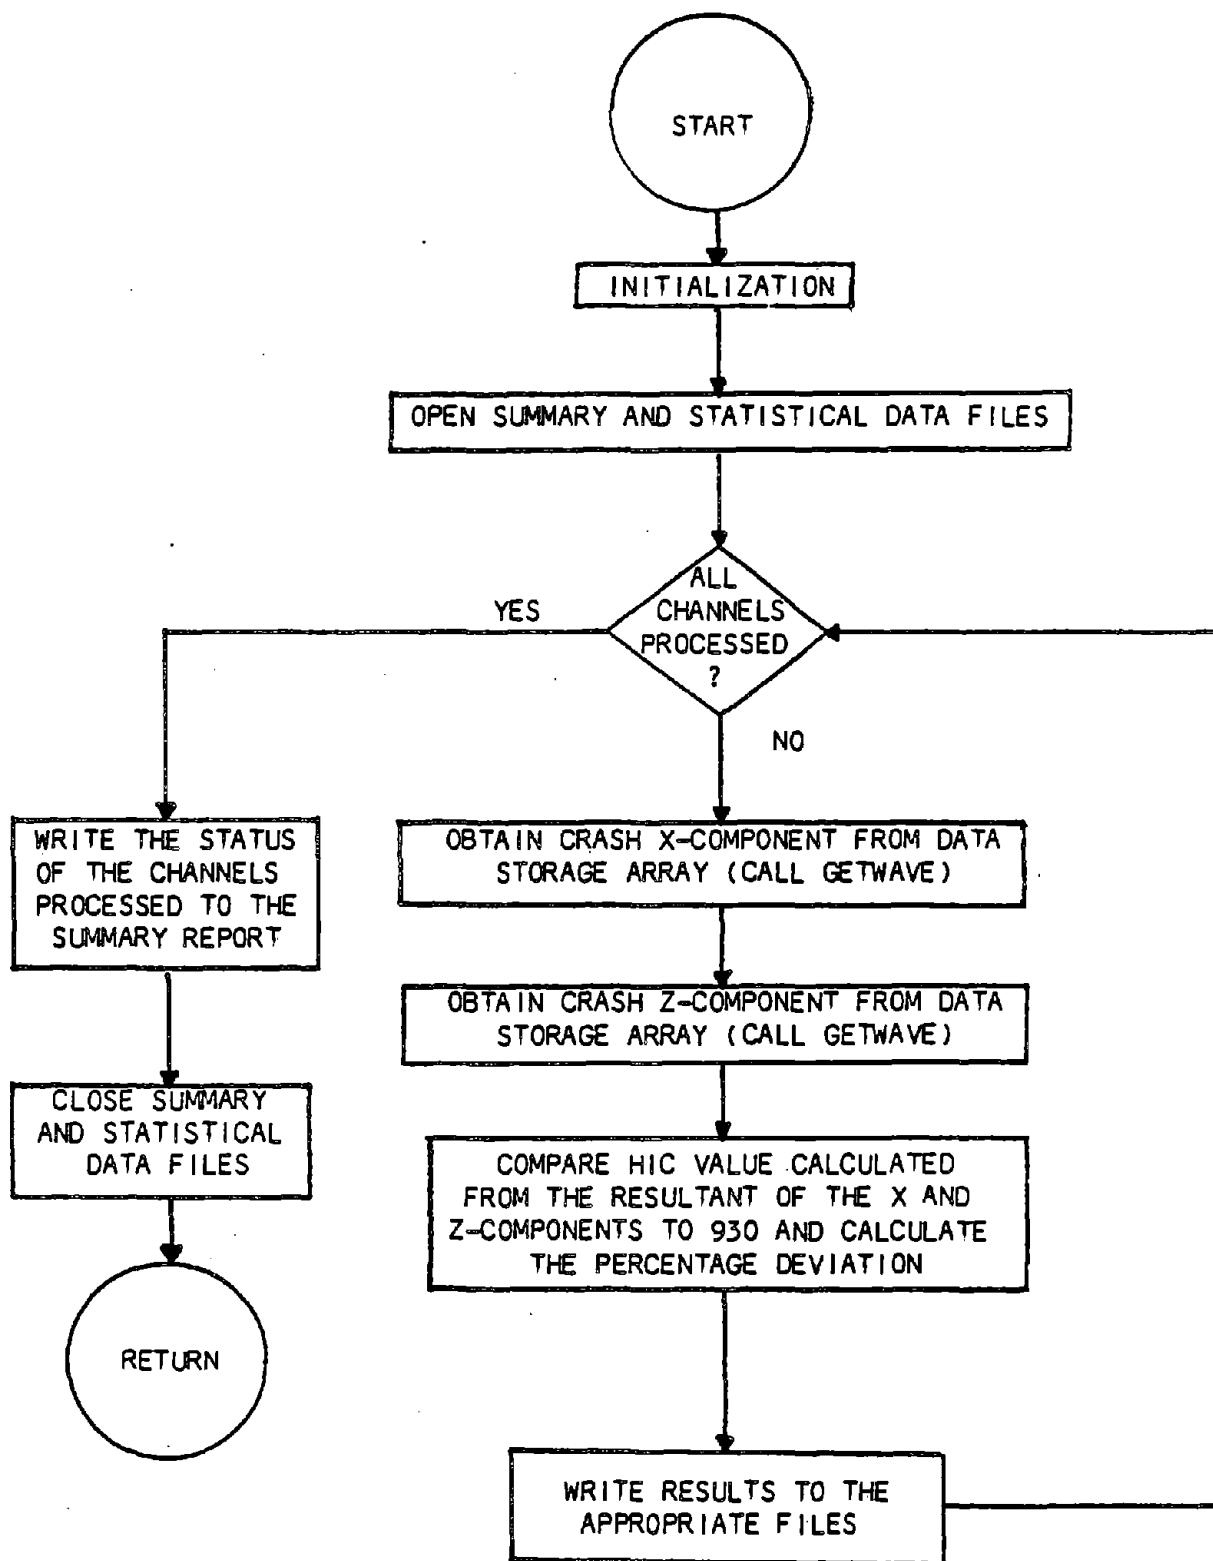 START
INITIALIZATION
OPEN SUMMARY AND STATISTICAL DATA FILES
ALL
CHANNELS
PROCESSED
?
YES
NO
WRITE THE STATUS
OF THE CHANNELS
PROCESSED TO THE
SUMMARY REPORT
CLOSE SUMMARY
AND STATISTICAL
DATA FILES
RETURN
OBTAIN CRASH X-COMPONENT FROM DATA
STORAGE ARRAY (CALL GETWAVE)
OBTAIN CRASH Z-COMPONENT FROM DATA
STORAGE ARRAY (CALL GETWAVE)
COMPARE HIC VALUE CALCULATED
FROM THE RESULTANT OF THE X AND
Z-COMPONENTS TO 930 AND CALCULATE
THE PERCENTAGE DEVIATION
WRITE RESULTS TO THE
APPROPRIATE FILES